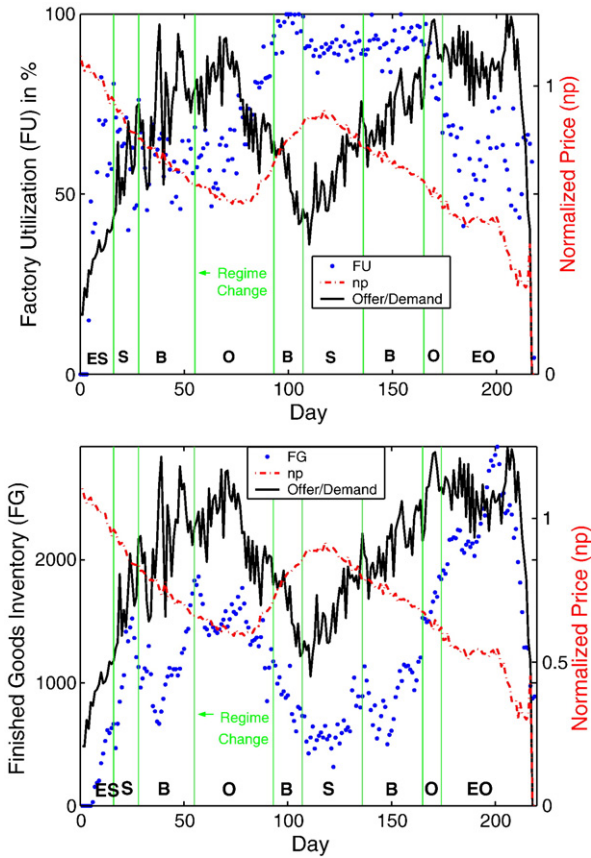 100
50
0
Factory Utilization (FU) in %
1
0
Normalized Price (np)
Regime
Change
FU
np
Offer/Demand
ES S B O B S B O EO
0 50 100 150 200
Day
FG
np
Offer/Demand
2000
1000
0
Finished Goods Inventory (FG)
1
0.5
0
Normalized Price (np)
Regime
Change
ES S B O B S B O EO
0 50 100 150 200
Day